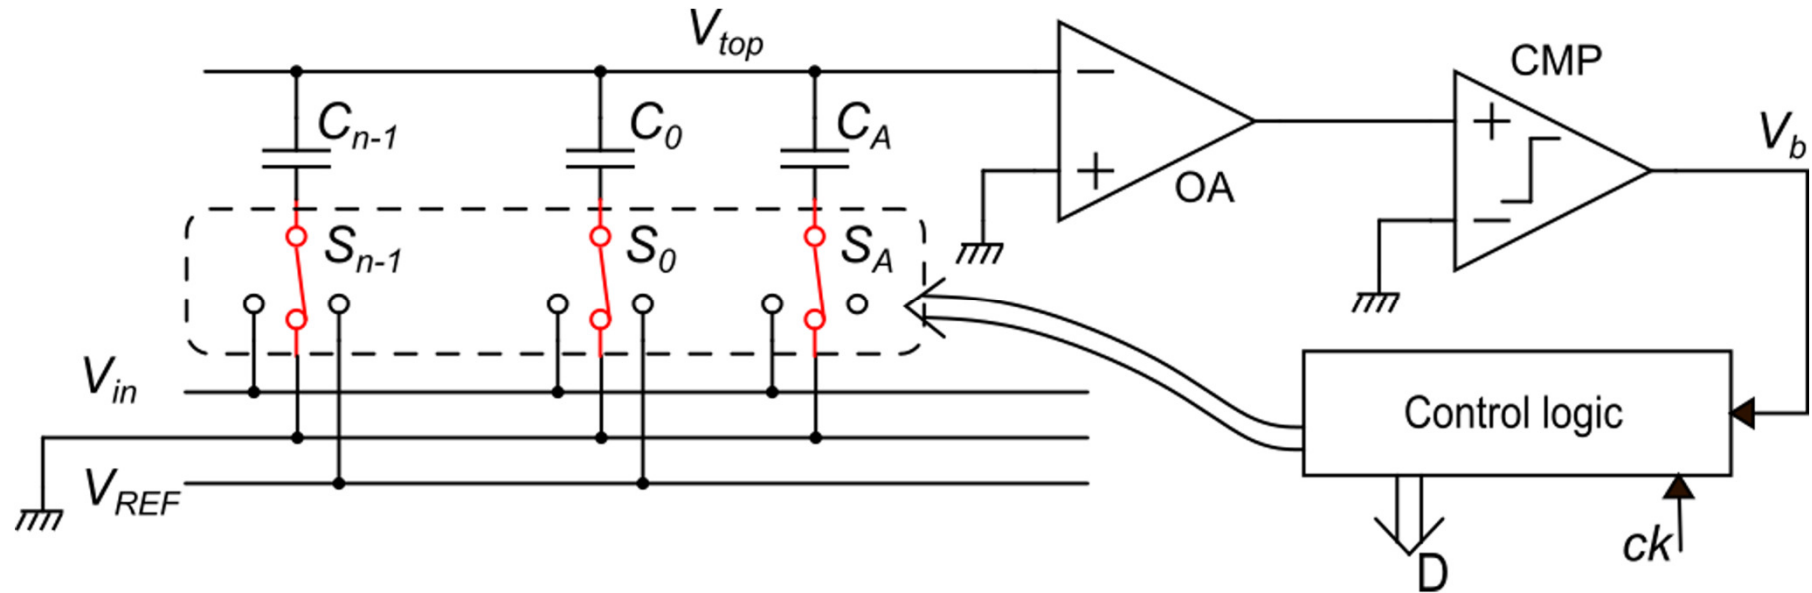 Vtop
CMP
Cn-1
C0
CA
−
+
OA
+
−
Vb
Sn-1
S0
SA
Vin
Control logic
VREF
ck
D